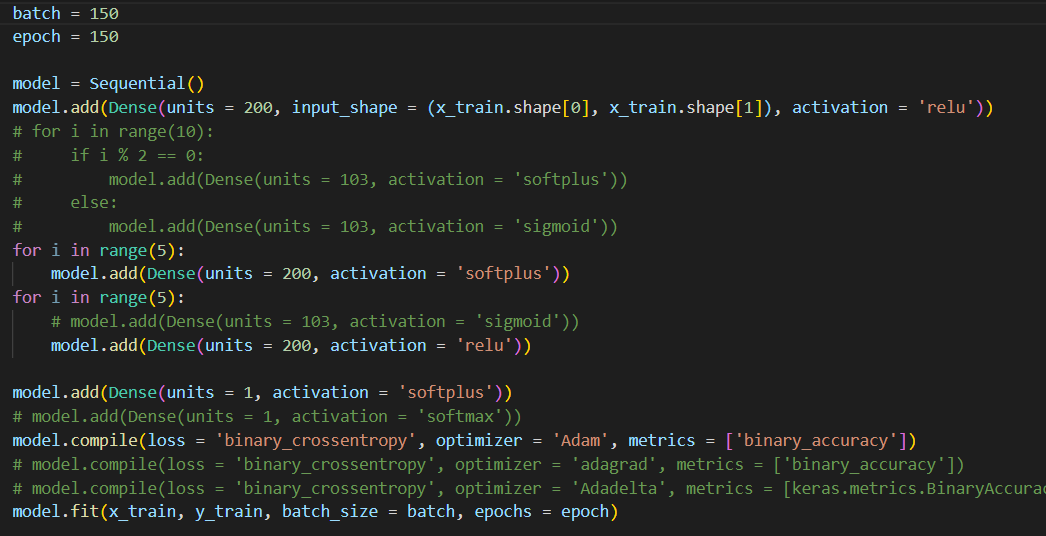 batch = 150
epoch = 150
model = Sequential()
model.add(Dense(units = 200, input_shape = (x_train.shape[0], x_train.shape[1]), activation = 'relu'))
# for i in range(10):
#     if i % 2 == 0:
#         model.add(Dense(units = 103, activation = 'softplus'))
#     else:
#         model.add(Dense(units = 103, activation = 'sigmoid'))
for i in range(5):
    model.add(Dense(units = 200, activation = 'softplus'))
for i in range(5):
    # model.add(Dense(units = 103, activation = 'sigmoid'))
    model.add(Dense(units = 200, activation = 'relu'))
model.add(Dense(units = 1, activation = 'softplus'))
# model.add(Dense(units = 1, activation = 'softmax'))
model.compile(loss = 'binary_crossentropy', optimizer = 'Adam', metrics = ['binary_accuracy'])
# model.compile(loss = 'binary_crossentropy', optimizer = 'adagrad', metrics = ['binary_accuracy'])
# model.compile(loss = 'binary_crossentropy', optimizer = 'Adadelta', metrics = [keras.metrics.BinaryAccurac
model.fit(x_train, y_train, batch_size = batch, epochs = epoch)